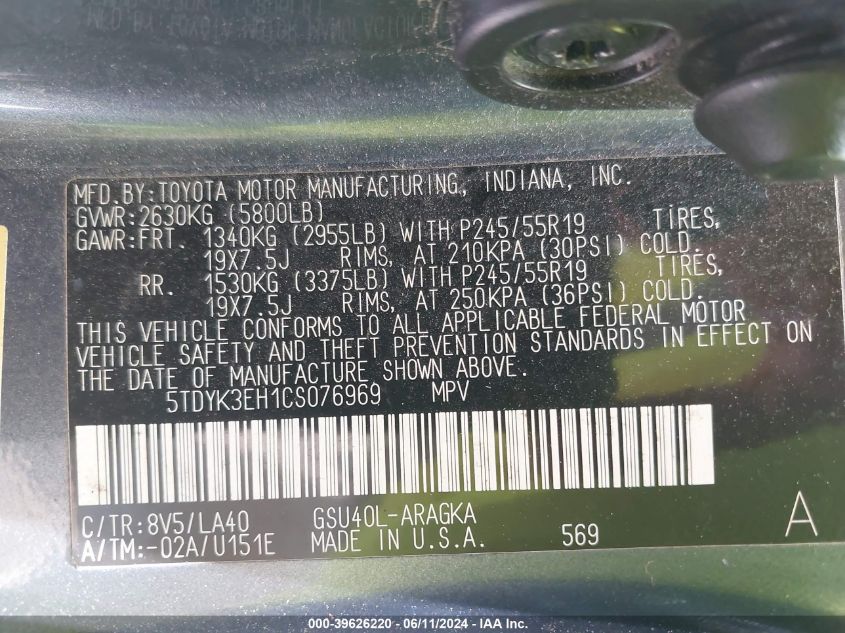 MFD.BY:TOYOTA MOTOR MANUFACTURING, INDIANA, INC.
GVWR:2630KG (5800LB)
GAWR:FRT. 1340KG (2955LB) WITH P245/55R19 TIRES,
19X7.5J RIMS, AT 210KPA (30PSI) COLD.
RR. 1530KG (3375LB) WITH P245/55R19 TIRES,
19X7.5J RIMS, AT 250KPA (36PSI) COLD.
THIS VEHICLE CONFORMS TO ALL APPLICABLE FEDERAL MOTOR
VEHICLE SAFETY AND THEFT PREVENTION STANDARDS IN EFFECT ON
THE DATE OF MANUFACTURE SHOWN ABOVE.
5TDYK3EH1CS076969 MPV
C/TR:8V5/LA40 GSU40L-ARAGKA
A/TM:-02A/U151E MADE IN U.S.A. 569 A
000-39626220 - 06/11/2024 - IAA Inc.